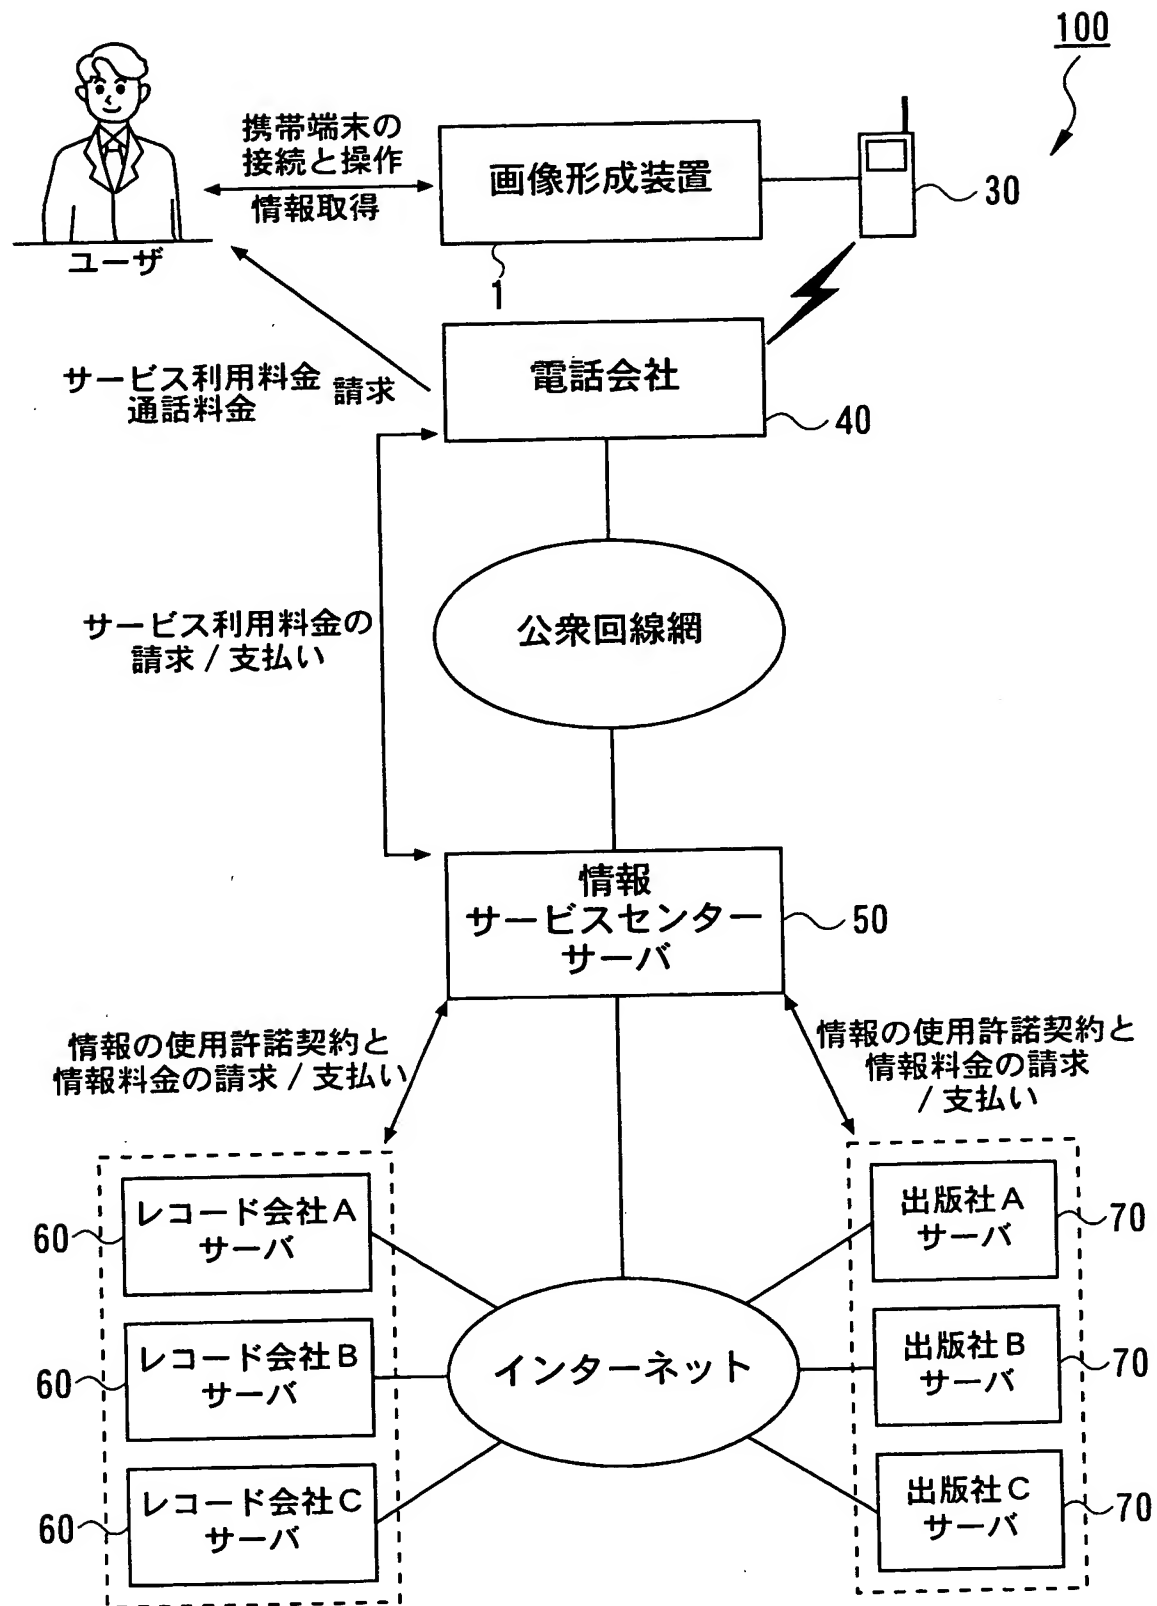 100
携帯端末の
接続と操作
情報取得
画像形成装置
30
ユーザ
1
電話会社
サービス利用料金
通話料金
請求
40
公衆回線網
サービス利用料金の
請求 / 支払い
情報
サービスセンター
サーバ
50
情報の使用許諾契約と
情報料金の請求 / 支払い
情報の使用許諾契約と
情報料金の請求
/ 支払い
60
レコード会社A
サーバ
出版社A
サーバ
70
60
レコード会社B
サーバ
インターネット
出版社B
サーバ
70
60
レコード会社C
サーバ
出版社C
サーバ
70